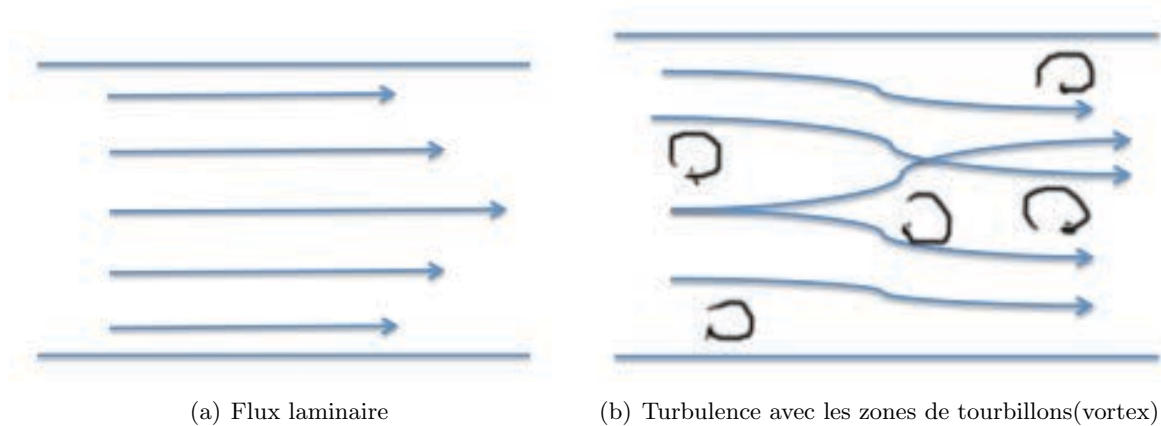 (a) Flux laminaire
(b) Turbulence avec les zones de tourbillons(vortex)